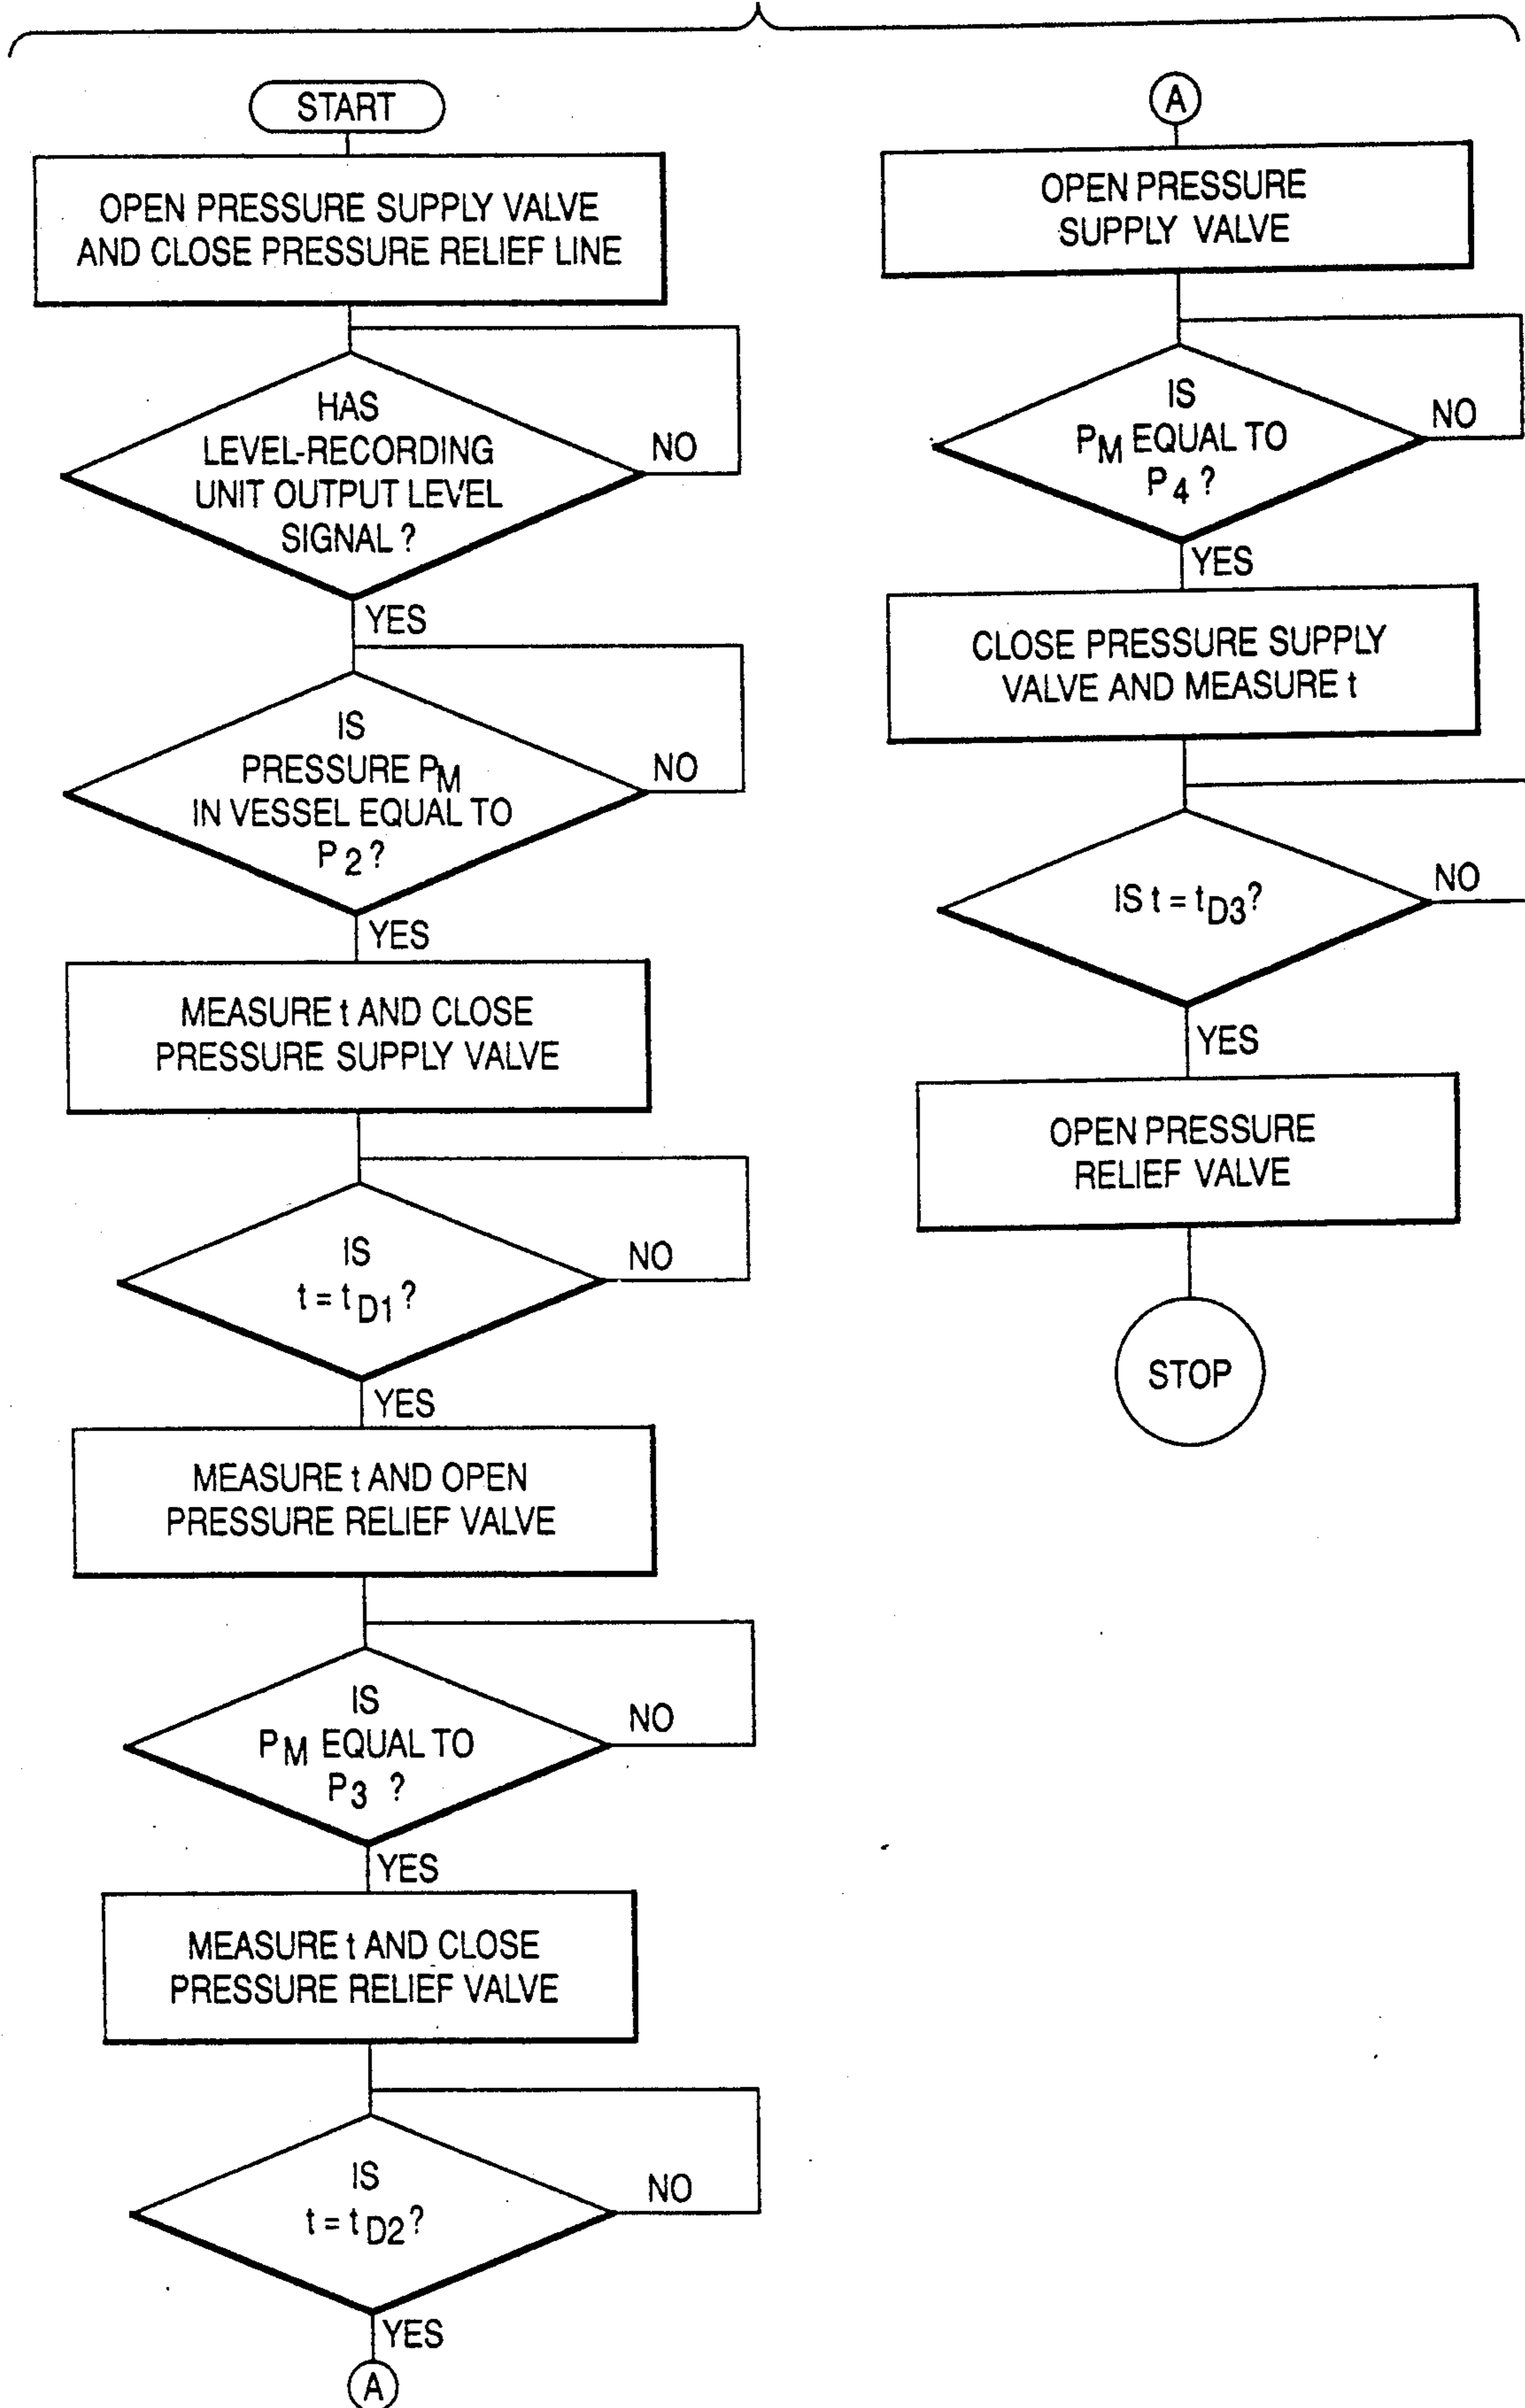 START
OPEN PRESSURE SUPPLY VALVE
AND CLOSE PRESSURE RELIEF LINE
HAS
LEVEL-RECORDING
UNIT OUTPUT LEVEL
SIGNAL ?
NO
YES
IS
PRESSURE PM
IN VESSEL EQUAL TO
P2 ?
NO
YES
MEASURE t AND CLOSE
PRESSURE SUPPLY VALVE
IS
t = tD1 ?
NO
YES
MEASURE t AND OPEN
PRESSURE RELIEF VALVE
IS
PM EQUAL TO
P3 ?
NO
YES
MEASURE t AND CLOSE
PRESSURE RELIEF VALVE
IS
t = tD2 ?
NO
YES
A
A
OPEN PRESSURE
SUPPLY VALVE
IS
PM EQUAL TO
P4 ?
NO
YES
CLOSE PRESSURE SUPPLY
VALVE AND MEASURE t
IS t = tD3 ?
NO
YES
OPEN PRESSURE
RELIEF VALVE
STOP